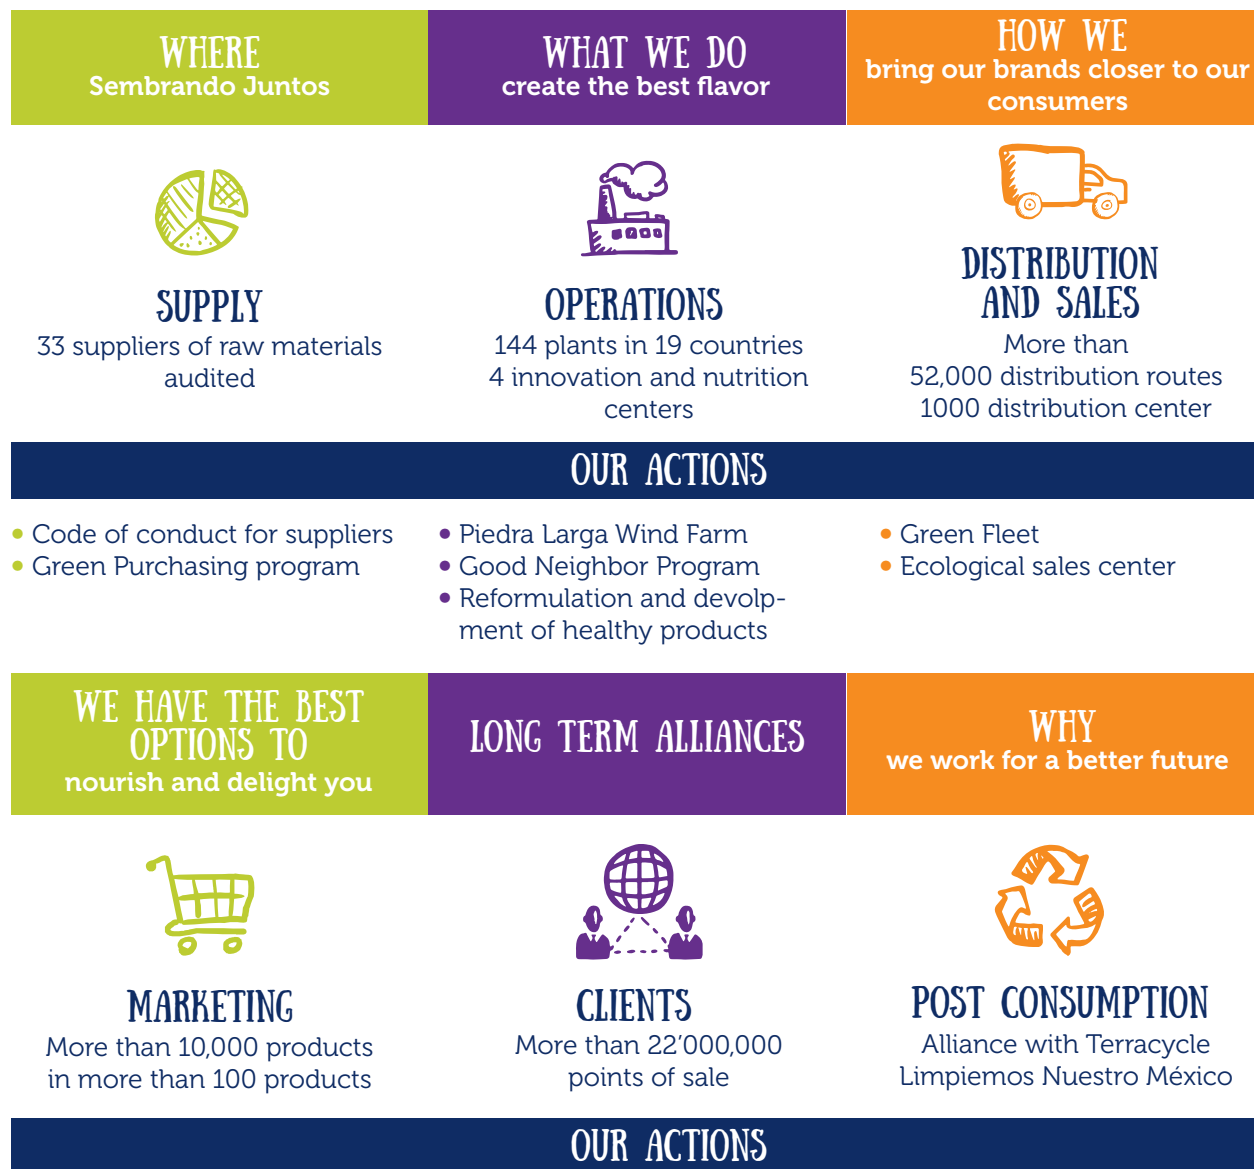 WHERE
Sembrando Juntos
WHAT WE DO
create the best flavor
HOW WE
bring our brands closer to our
consumers
SUPPLY
33 suppliers of raw materials
audited
OPERATIONS
144 plants in 19 countries
4 innovation and nutrition
centers
DISTRIBUTION
AND SALES
More than
52,000 distribution routes
1000 distribution center
OUR ACTIONS
• Code of conduct for suppliers
• Green Purchasing program
• Piedra Larga Wind Farm
• Good Neighbor Program
• Reformulation and devolp-
ment of healthy products
• Green Fleet
• Ecological sales center
WE HAVE THE BEST
OPTIONS TO
nourish and delight you
LONG TERM ALLIANCES
WHY
we work for a better future
MARKETING
More than 10,000 products
in more than 100 products
CLIENTS
More than 22’000,000
points of sale
POST CONSUMPTION
Alliance with Terracycle
Limpiemos Nuestro México
OUR ACTIONS